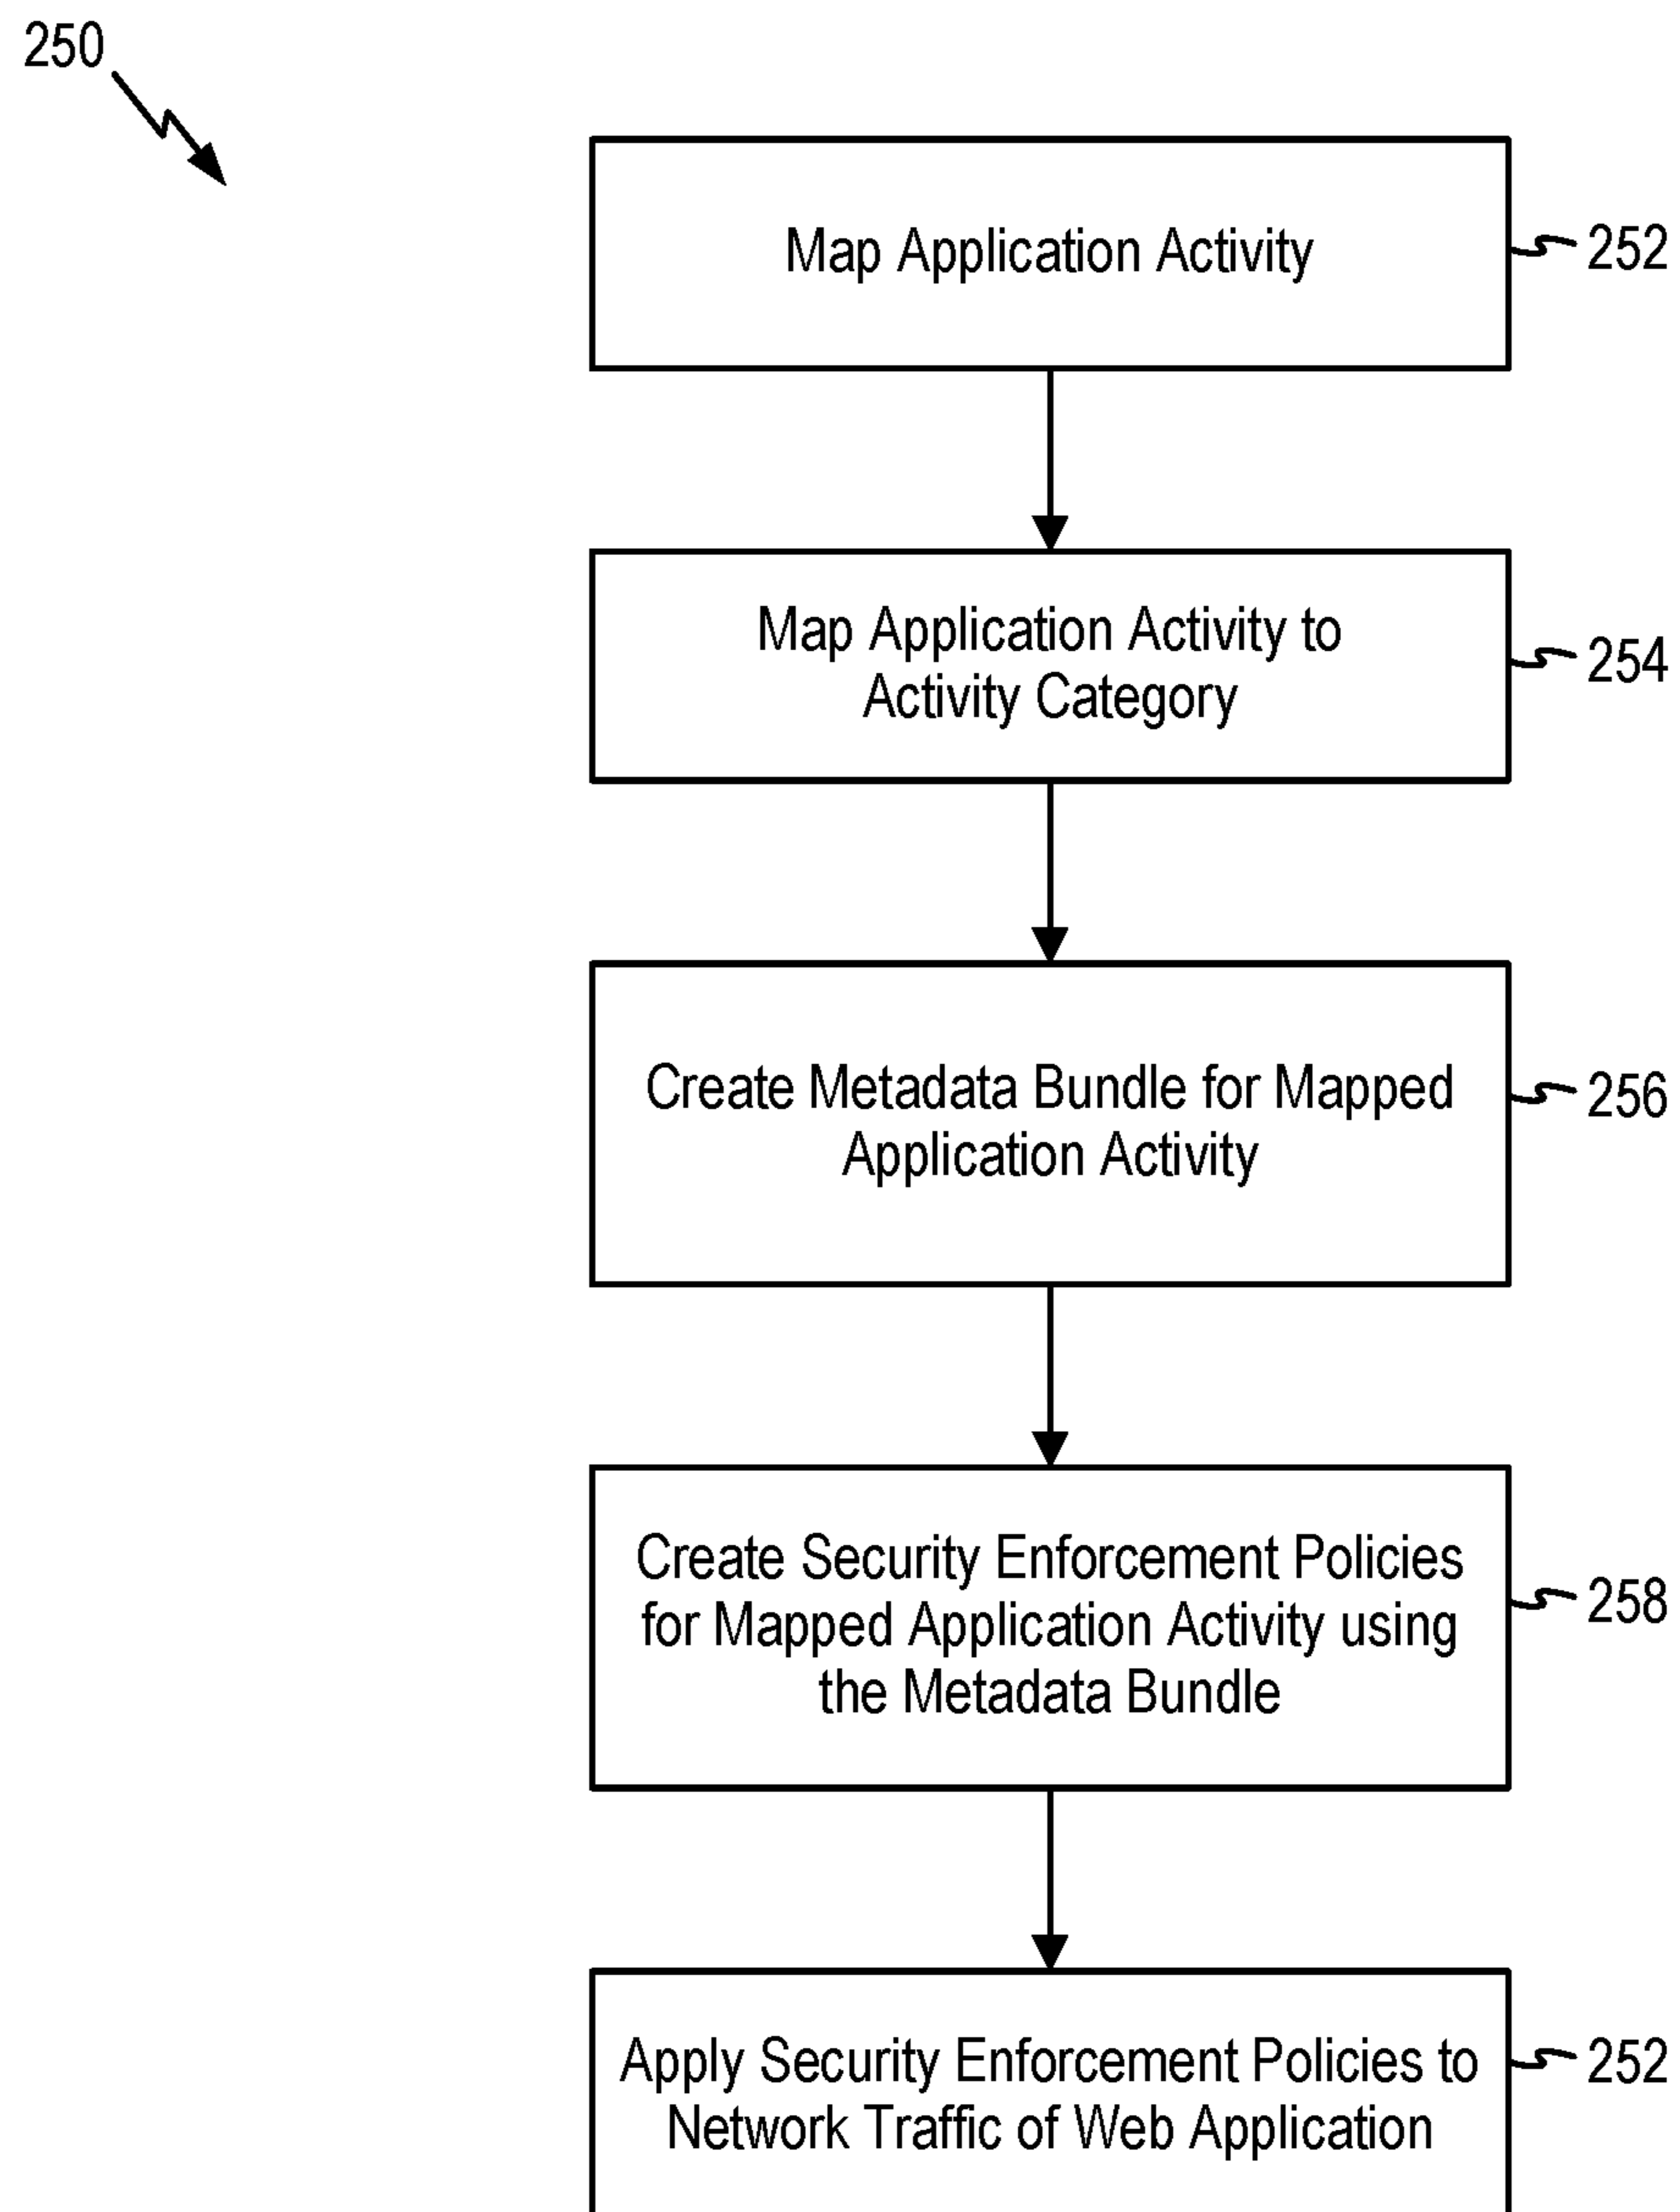 250
Map Application Activity
252
Map Application Activity to
Activity Category
254
Create Metadata Bundle for Mapped
Application Activity
256
Create Security Enforcement Policies
for Mapped Application Activity using
the Metadata Bundle
258
Apply Security Enforcement Policies to
Network Traffic of Web Application
252